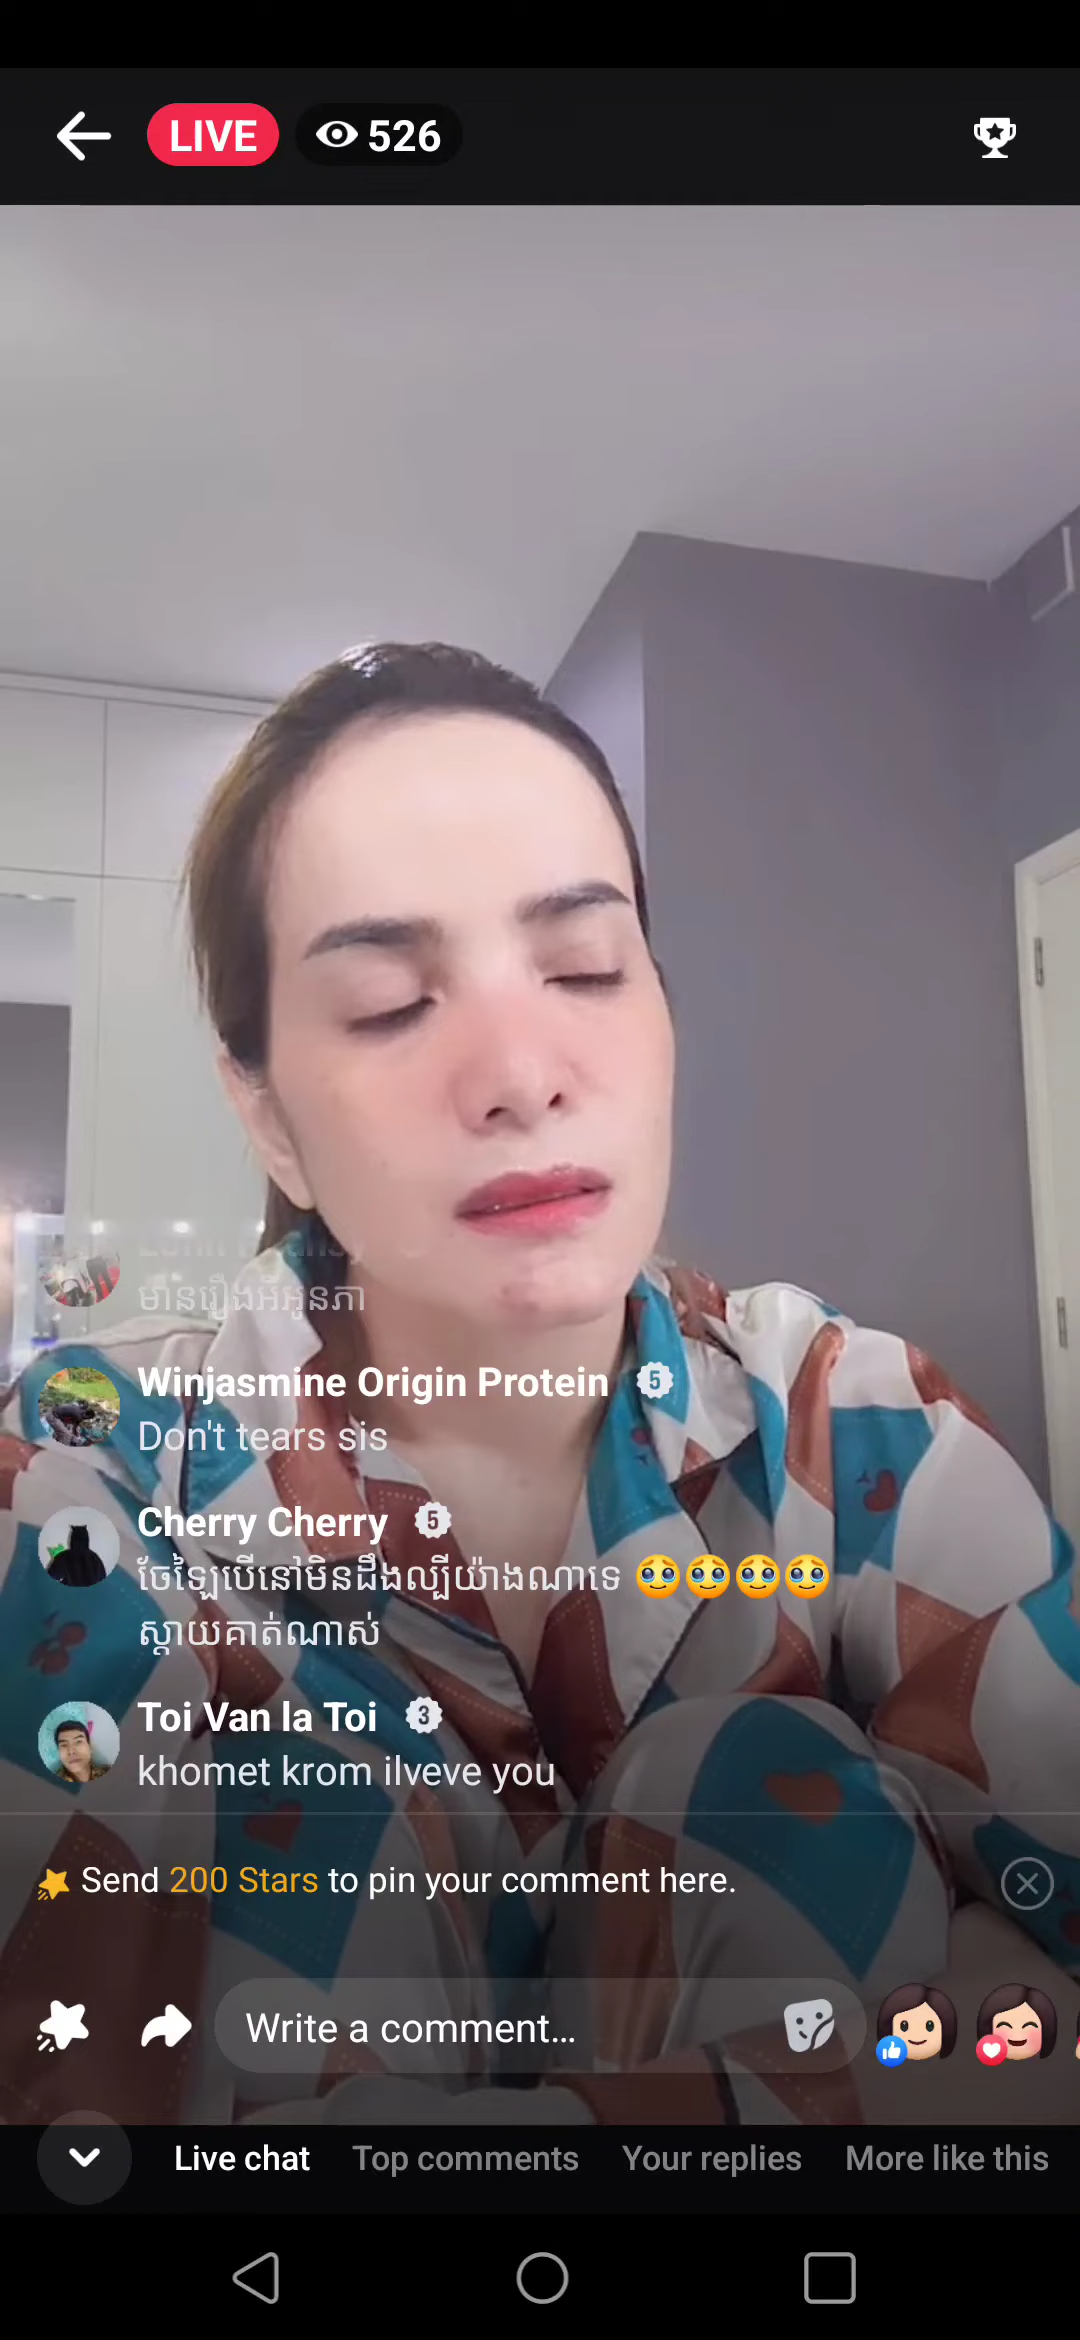 LIVE
526
មានរឿងអីអូនភា
Winjasmine Origin Protein 5
Don't tears sis
Cherry Cherry 5
ចែឡៃបើនៅមិនដឹងល្បីយ៉ាងណាទេ 🥹🥹🥹🥹
ស្ដាយគាត់ណាស់
Toi Van la Toi 3
khomet krom ilveve you
Send 200 Stars to pin your comment here.
Write a comment...
Live chat
Top comments
Your replies
More like this